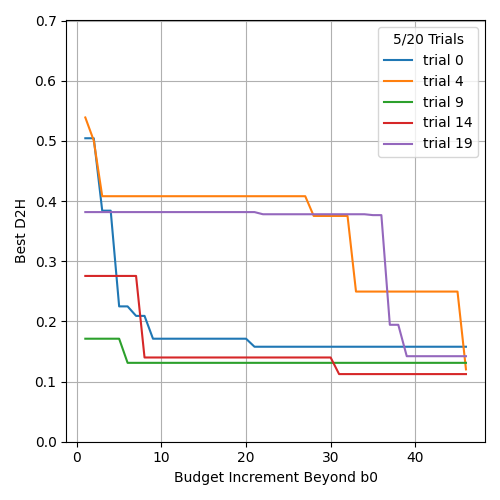 0.7
0.6
0.5
0.4
0.3
0.2
0.1
0.0
Best D2H
5/20 Trials
trial 0
trial 4
trial 9
trial 14
trial 19
0 10 20 30 40
Budget Increment Beyond b0